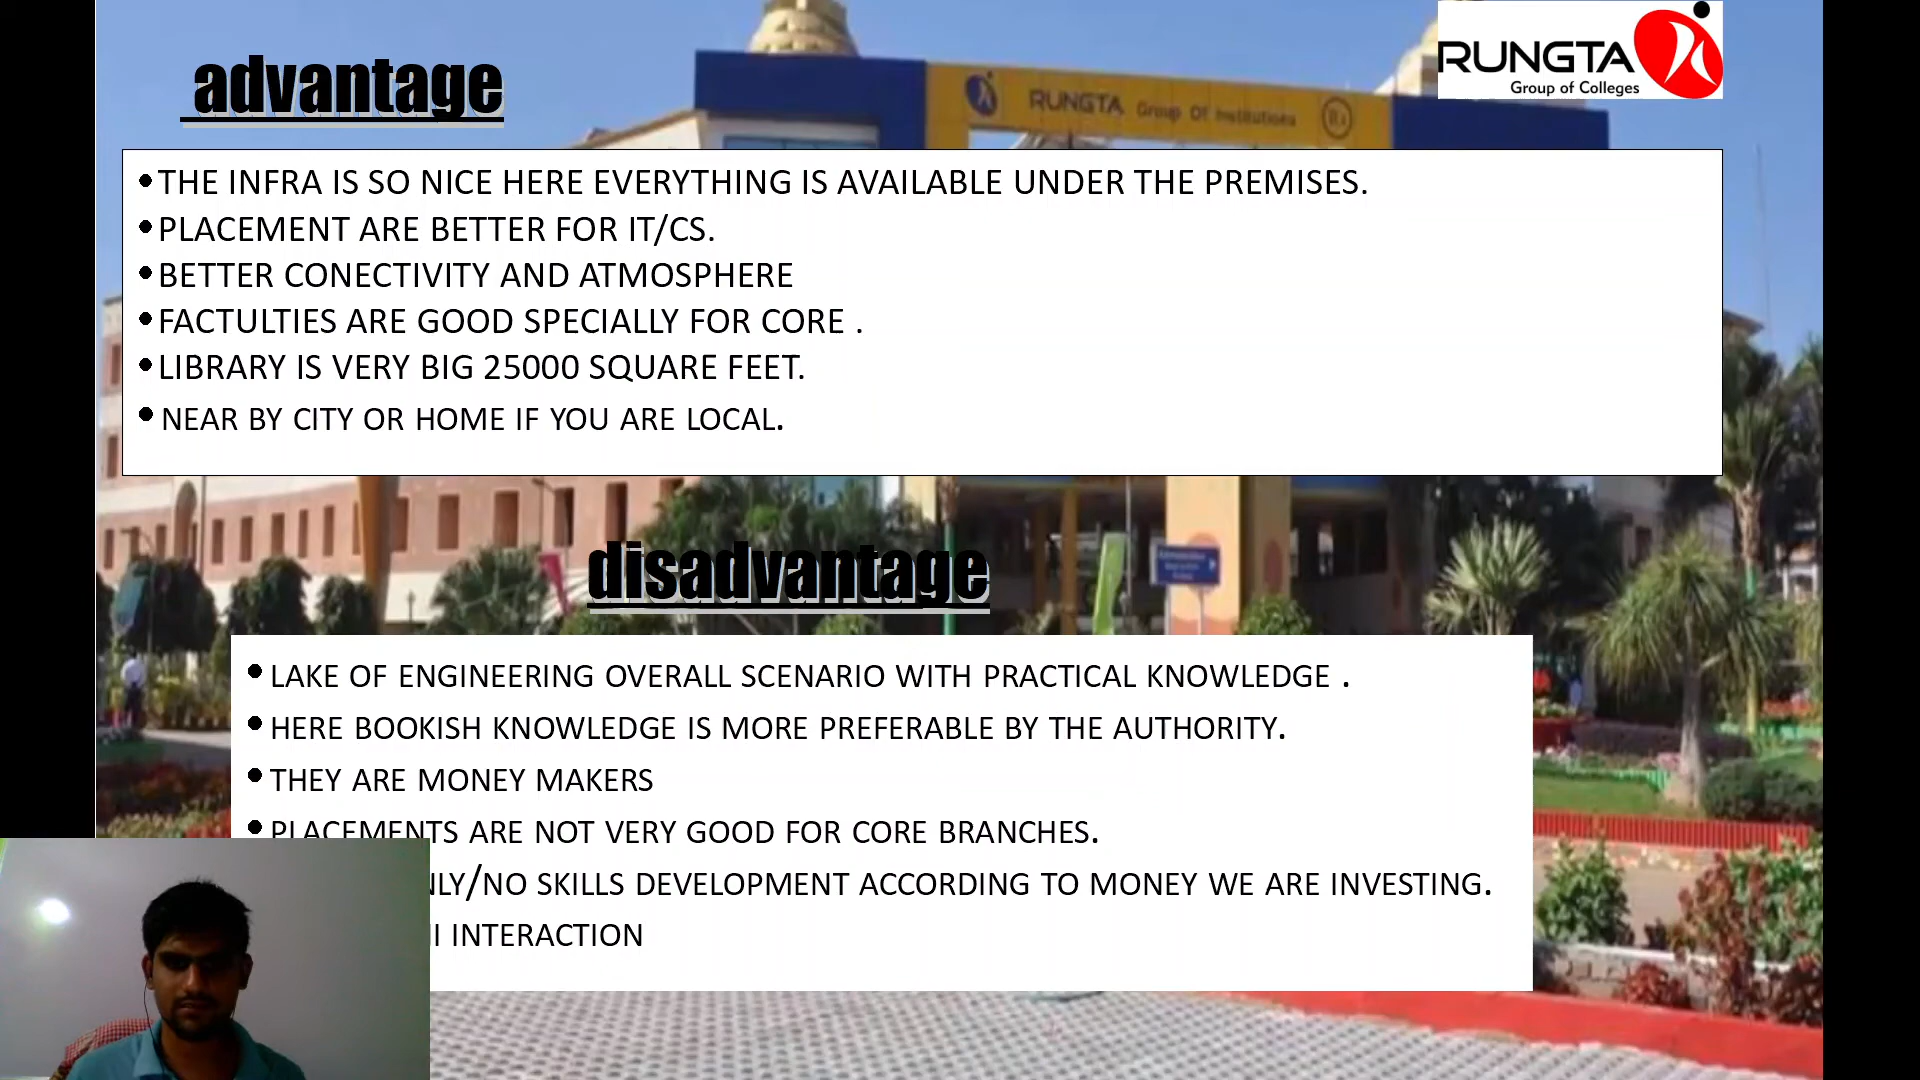 advantage
RUNGTA
Group of Colleges
RUNGTA Group Of Institutions
•THE INFRA IS SO NICE HERE EVERYTHING IS AVAILABLE UNDER THE PREMISES.
•PLACEMENT ARE BETTER FOR IT/CS.
•BETTER CONECTIVITY AND ATMOSPHERE
•FACTULTIES ARE GOOD SPECIALLY FOR CORE .
•LIBRARY IS VERY BIG 25000 SQUARE FEET.
•NEAR BY CITY OR HOME IF YOU ARE LOCAL.
disadvantage
•LAKE OF ENGINEERING OVERALL SCENARIO WITH PRACTICAL KNOWLEDGE .
•HERE BOOKISH KNOWLEDGE IS MORE PREFERABLE BY THE AUTHORITY.
•THEY ARE MONEY MAKERS
•PLACEMENTS ARE NOT VERY GOOD FOR CORE BRANCHES.
NLY/NO SKILLS DEVELOPMENT ACCORDING TO MONEY WE ARE INVESTING.
INTERACTION